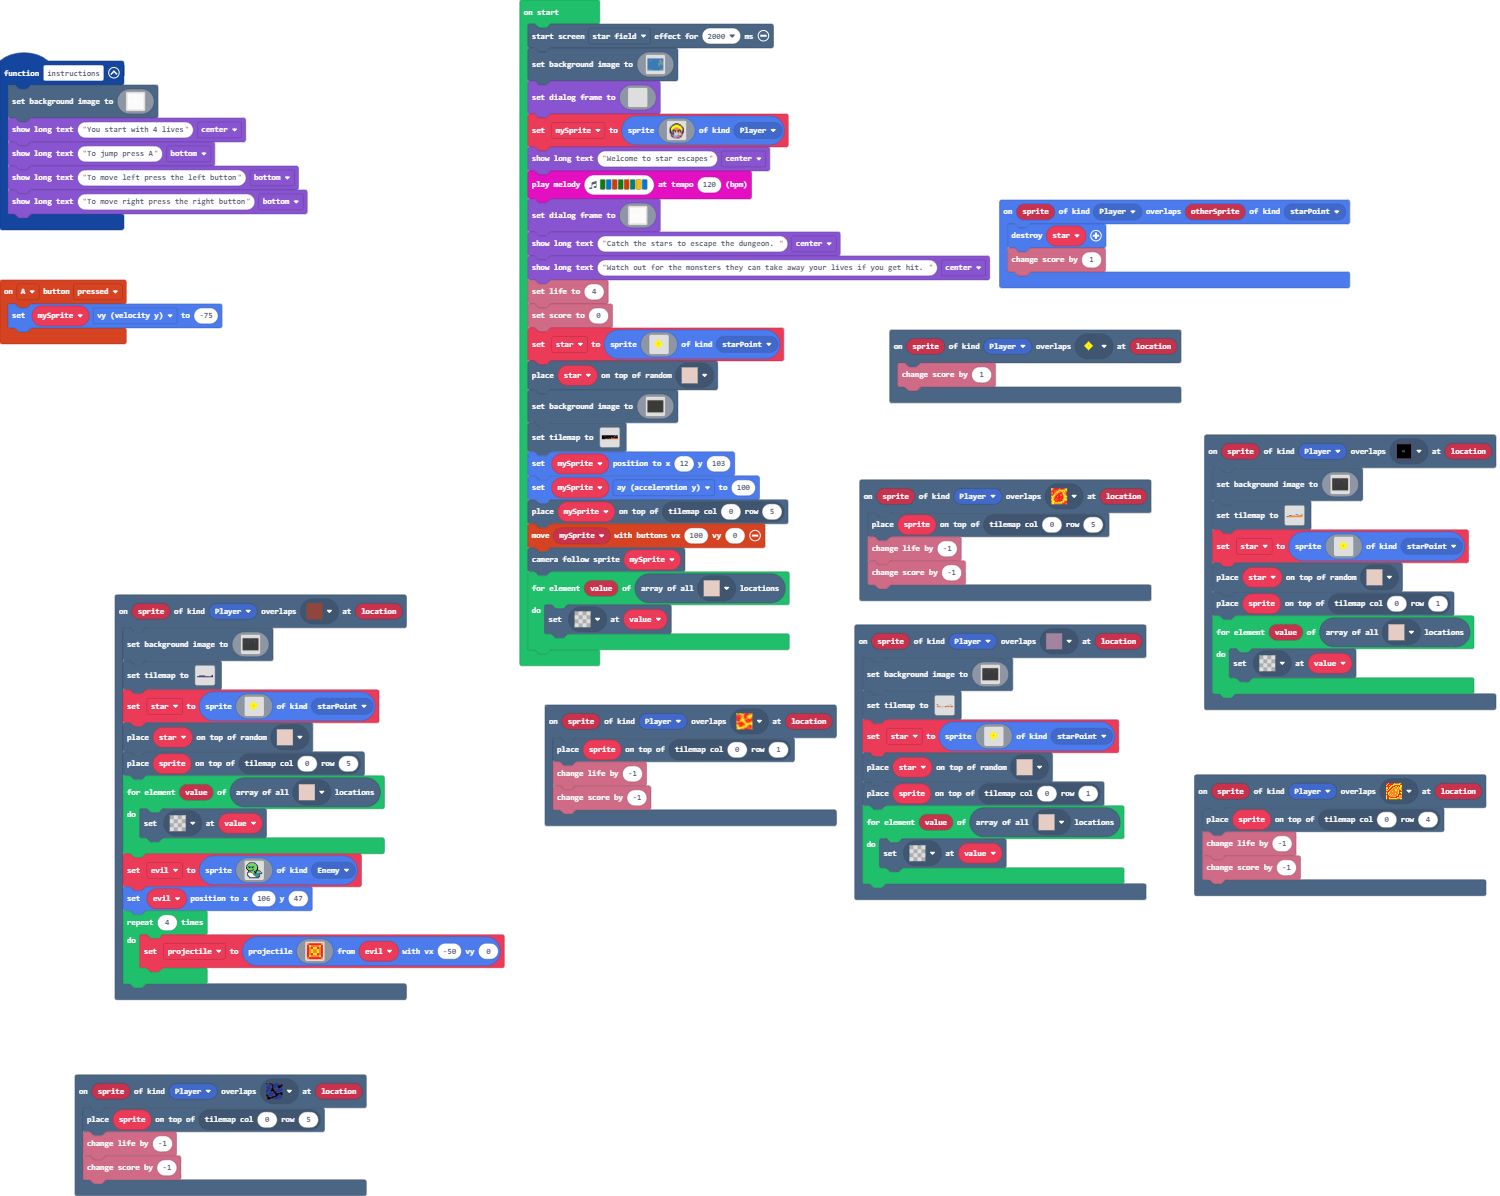 function instructions
set background image to
show long text "You start with 4 lives" center
show long text "To jump press A" bottom
show long text "To move left press the left button" bottom
show long text "To move right press the right button" bottom
on A button pressed
set mySprite vy (velocity y) to -75
on start
start screen star field effect for 2000 ms
set background image to
set dialog frame to
set mySprite to sprite of kind Player
show long text "Welcome to star escapes" center
play melody at tempo 120 (bpm)
set dialog frame to
show long text "Catch the stars to escape the dungeon. " center
show long text "Watch out for the monsters they can take away your lives if you get hit. " center
set life to 4
set score to 0
set star to sprite of kind starPoint
place star on top of random
set background image to
set tilemap to
set mySprite position to x 12 y 103
set mySprite ay (acceleration y) to 100
place mySprite on top of tilemap col 0 row 5
move mySprite with buttons vx 100 vy 0
camera follow sprite mySprite
for element value of array of all locations
do
set at value
on sprite of kind Player overlaps otherSprite of kind starPoint
destroy star
change score by 1
on sprite of kind Player overlaps at location
change score by 1
on sprite of kind Player overlaps at location
place sprite on top of tilemap col 0 row 5
change life by -1
change score by -1
on sprite of kind Player overlaps at location
set background image to
set tilemap to
set star to sprite of kind starPoint
place star on top of random
place sprite on top of tilemap col 0 row 1
for element value of array of all locations
do
set at value
on sprite of kind Player overlaps at location
set background image to
set tilemap to
set star to sprite of kind starPoint
place star on top of random
place sprite on top of tilemap col 0 row 5
for element value of array of all locations
do
set at value
set evil to sprite of kind Enemy
set evil position to x 106 y 47
repeat 4 times
do
set projectile to projectile from evil with vx -50 vy 0
on sprite of kind Player overlaps at location
place sprite on top of tilemap col 0 row 1
change life by -1
change score by -1
on sprite of kind Player overlaps at location
set background image to
set tilemap to
set star to sprite of kind starPoint
place star on top of random
place sprite on top of tilemap col 0 row 1
for element value of array of all locations
do
set at value
on sprite of kind Player overlaps at location
place sprite on top of tilemap col 0 row 4
change life by -1
change score by -1
on sprite of kind Player overlaps at location
place sprite on top of tilemap col 0 row 5
change life by -1
change score by -1